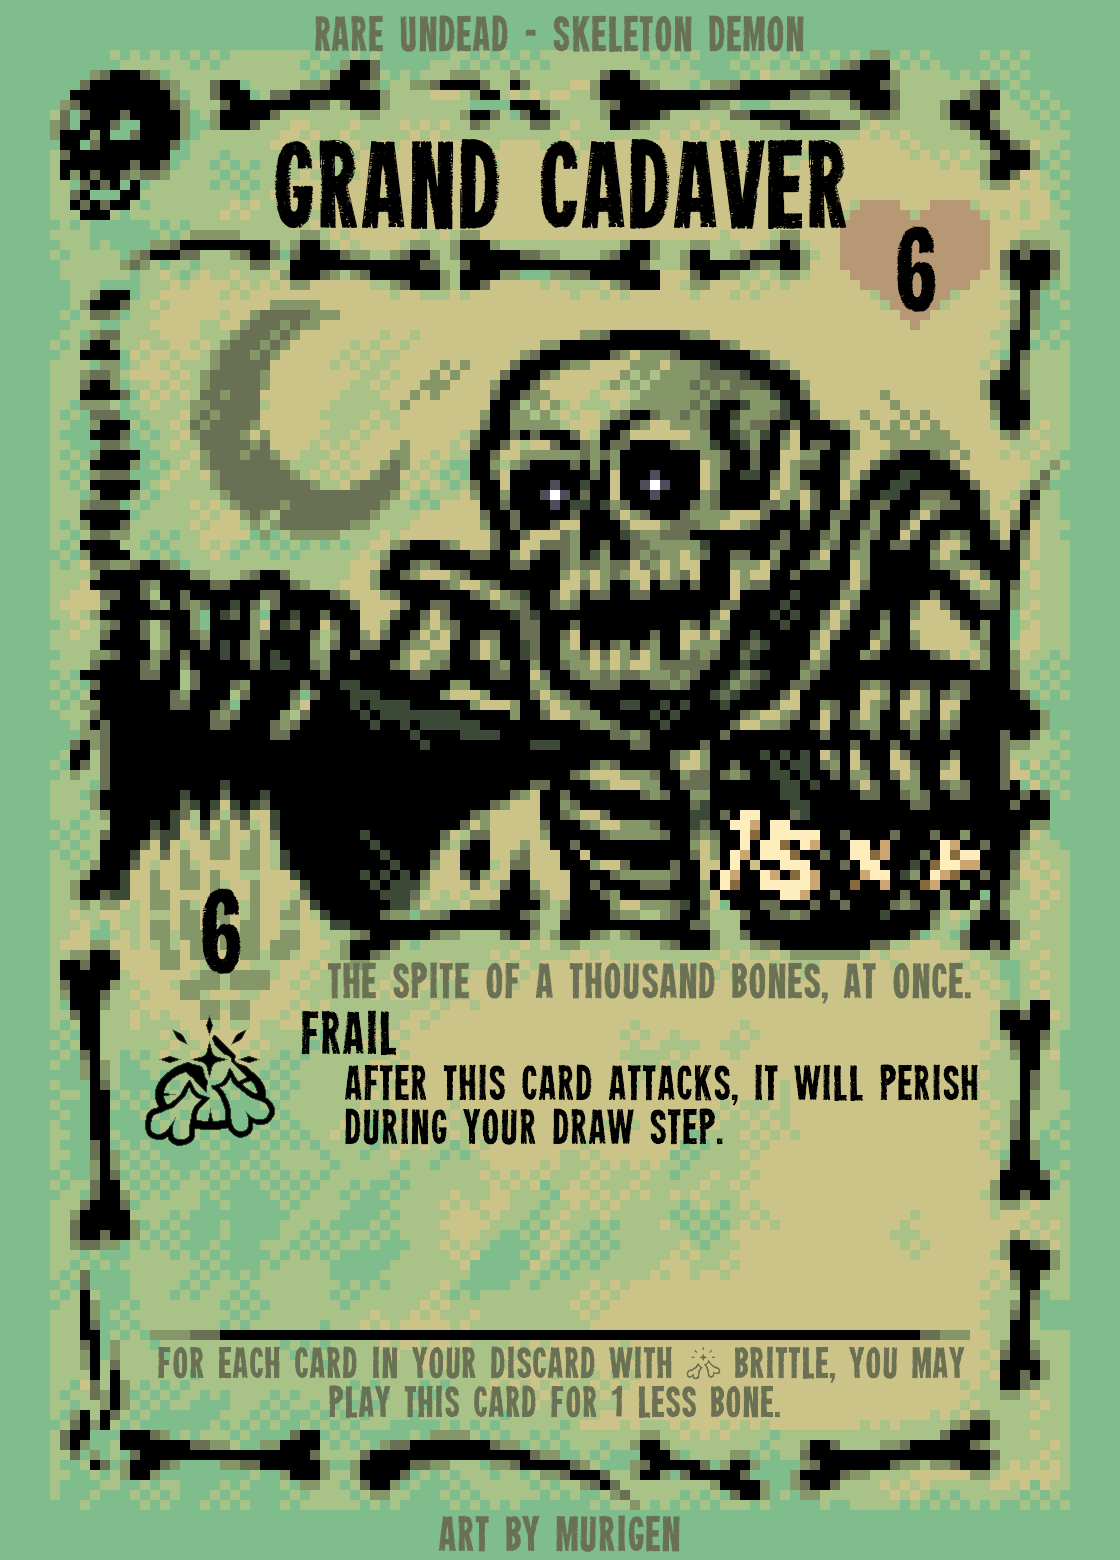 RARE UNDEAD - SKELETON DEMON
GRAND CADAVER
6
15 X
6
THE SPITE OF A THOUSAND BONES, AT ONCE.
FRAIL
AFTER THIS CARD ATTACKS, IT WILL PERISH
DURING YOUR DRAW STEP.
FOR EACH CARD IN YOUR DISCARD WITH BRITTLE, YOU MAY
PLAY THIS CARD FOR 1 LESS BONE.
ART BY MURIGEN